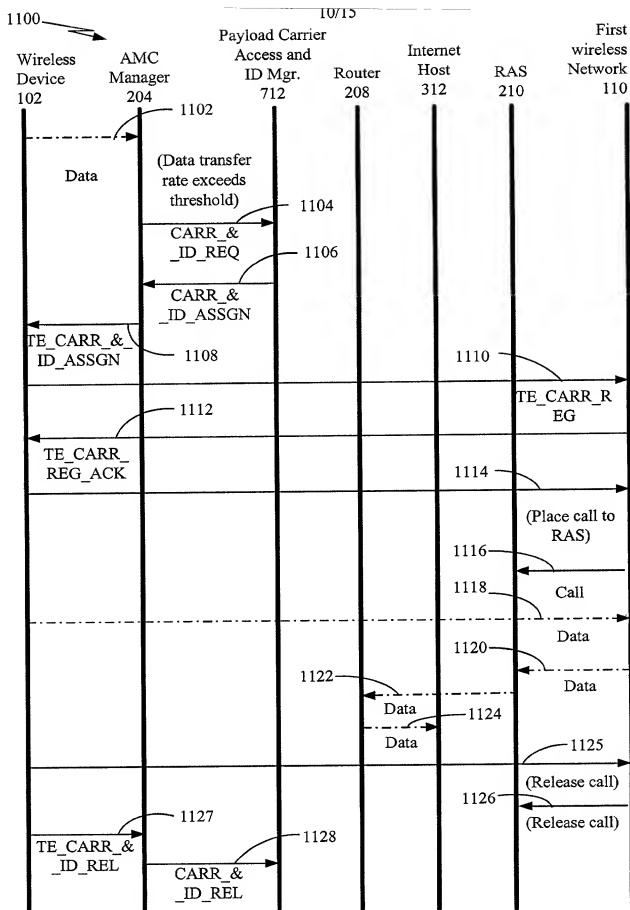 10/15
1100
Wireless
Device
102
AMC
Manager
204
Payload Carrier
Access and
ID Mgr.
712
Router
208
Internet
Host
312
RAS
210
First
wireless
Network
110
1102
Data
(Data transfer
rate exceeds
threshold)
1104
CARR_&
_ID_REQ
1106
CARR_&
_ID_ASSGN
TE_CARR_&_
ID_ASSGN
1108
1110
TE_CARR_R
EG
1112
TE_CARR_
REG_ACK
1114
(Place call to
RAS)
1116
Call
1118
Data
1120
Data
1122
Data
1124
Data
1125
(Release call)
1126
(Release call)
1127
TE_CARR_&
_ID_REL
1128
CARR_&
_ID_REL